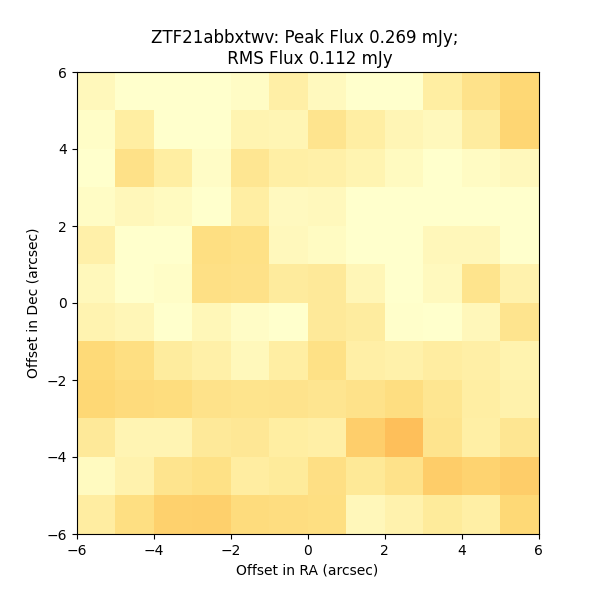 ZTF21abbxtwv: Peak Flux 0.269 mJy;
RMS Flux 0.112 mJy
6
4
2
0
−2
−4
−6
Offset in Dec (arcsec)
−6 −4 −2 0 2 4 6
Offset in RA (arcsec)